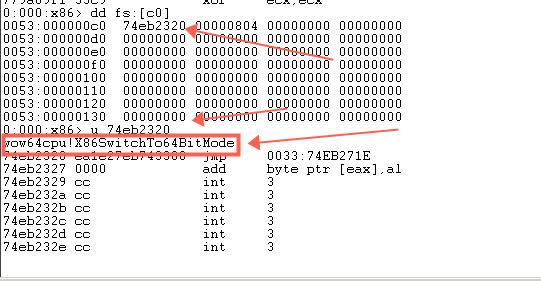 xor ecx,ecx
0:000:x86> dd fs:[c0]
0053:000000c0 74eb2320 00000804 00000000 00000000
0053:000000d0 00000000 00000000 00000000 00000000
0053:000000e0 00000000 00000000 00000000 00000000
0053:000000f0 00000000 00000000 00000000 00000000
0053:00000100 00000000 00000000 00000000 00000000
0053:00000110 00000000 00000000 00000000 00000000
0053:00000120 00000000 00000000 00000000 00000000
0053:00000130 00000000 00000000 00000000 00000000
0:000:x86> u 74eb2320
wow64cpu!X86SwitchTo64BitMode
74eb2320 ea1e27eb743300 jmp 0033:74EB271E
74eb2327 0000 add byte ptr [eax],al
74eb2329 cc int 3
74eb232a cc int 3
74eb232b cc int 3
74eb232c cc int 3
74eb232d cc int 3
74eb232e cc int 3